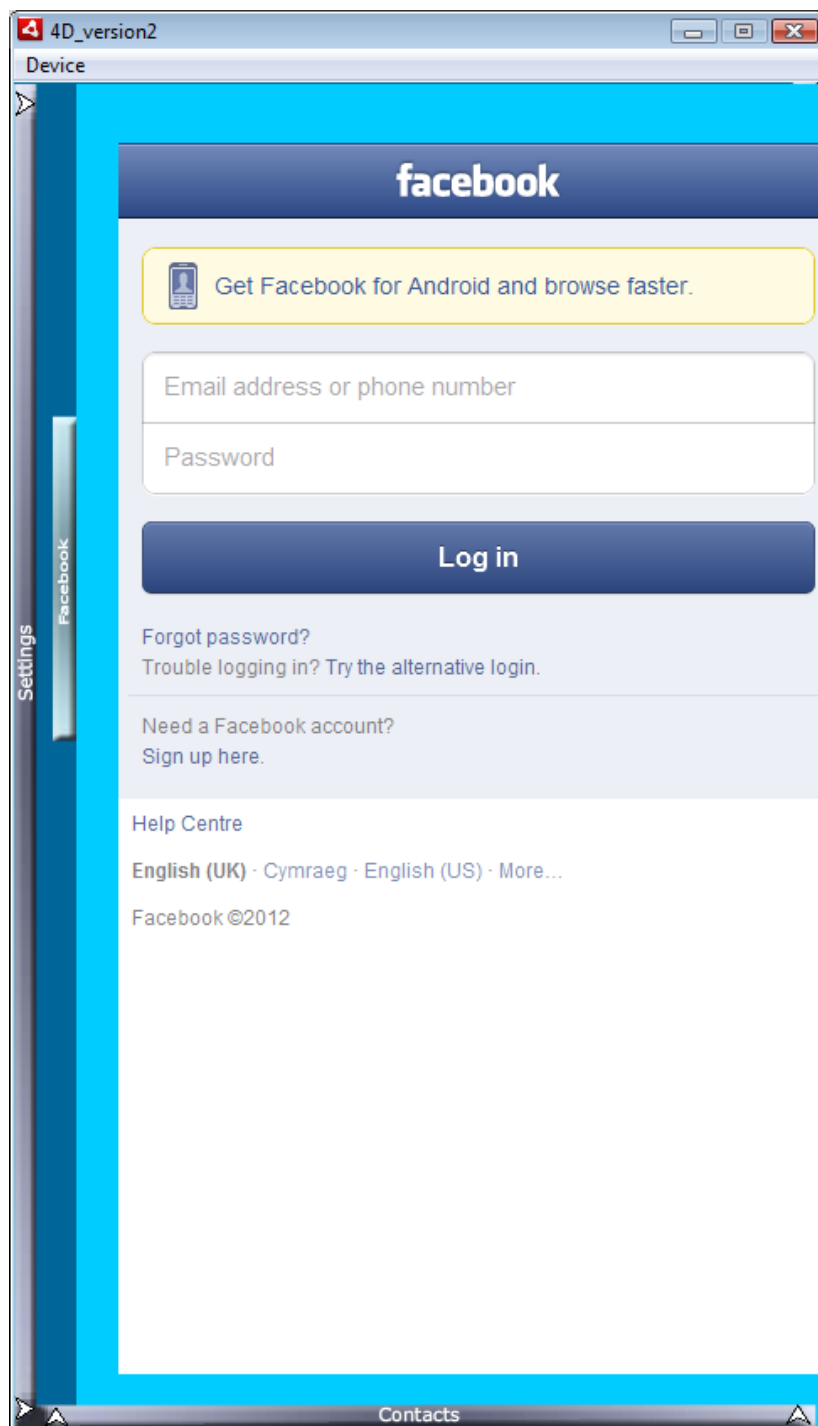 4D_version2
Device
facebook
Get Facebook for Android and browse faster.
Email address or phone number
Password
Log in
Forgot password?
Trouble logging in? Try the alternative login.
Need a Facebook account?
Sign up here.
Help Centre
English (UK) · Cymraeg · English (US) · More...
Facebook ©2012
Facebook
Settings
Contacts